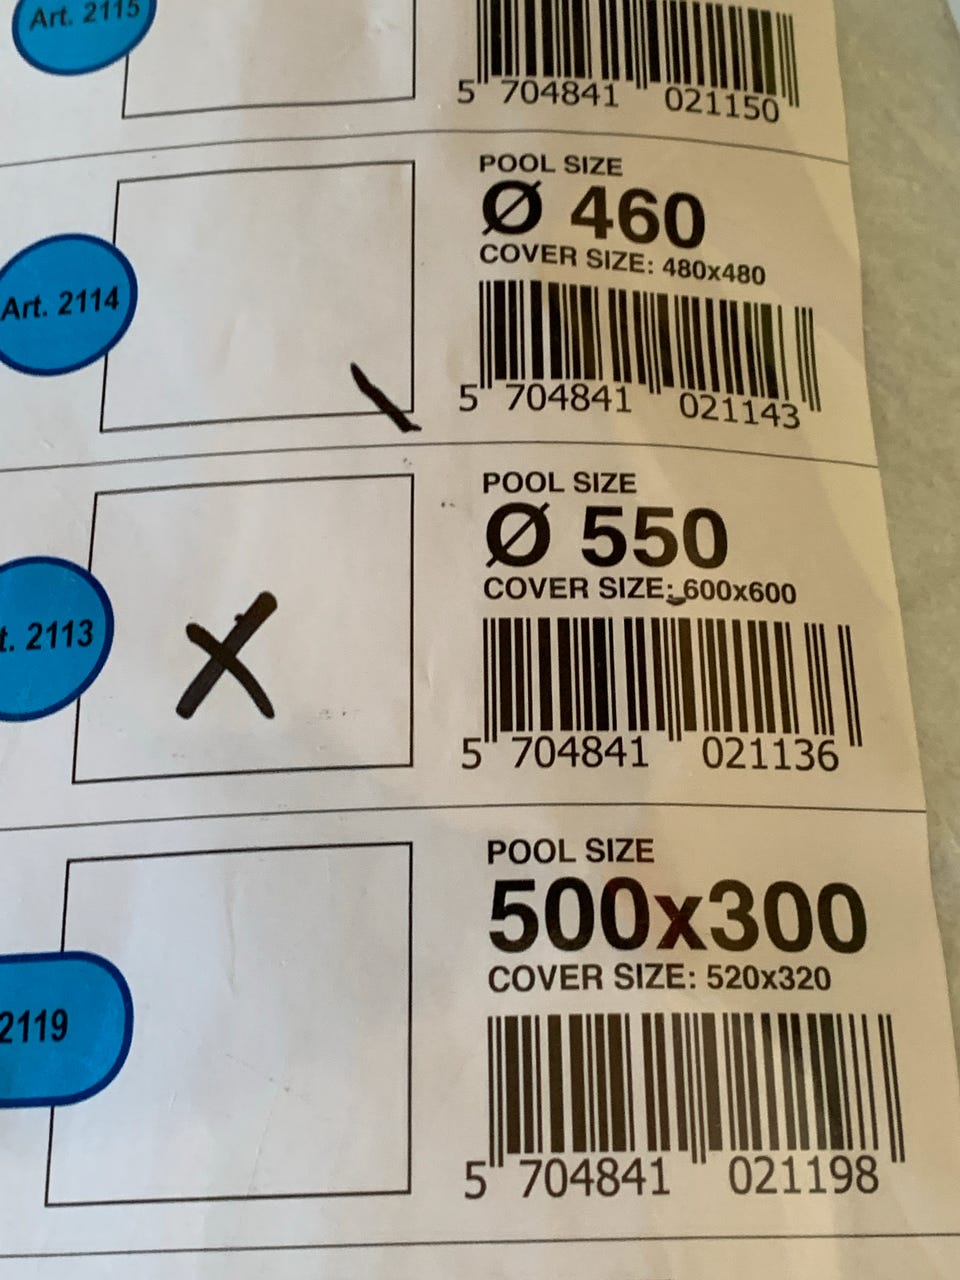 Art. 2115
5 704841 021150
POOL SIZE
Ø 460
COVER SIZE: 480x480
Art. 2114
5 704841 021143
POOL SIZE
Ø 550
COVER SIZE: 600x600
t. 2113
5 704841 021136
POOL SIZE
500x300
COVER SIZE: 520x320
2119
5 704841 021198